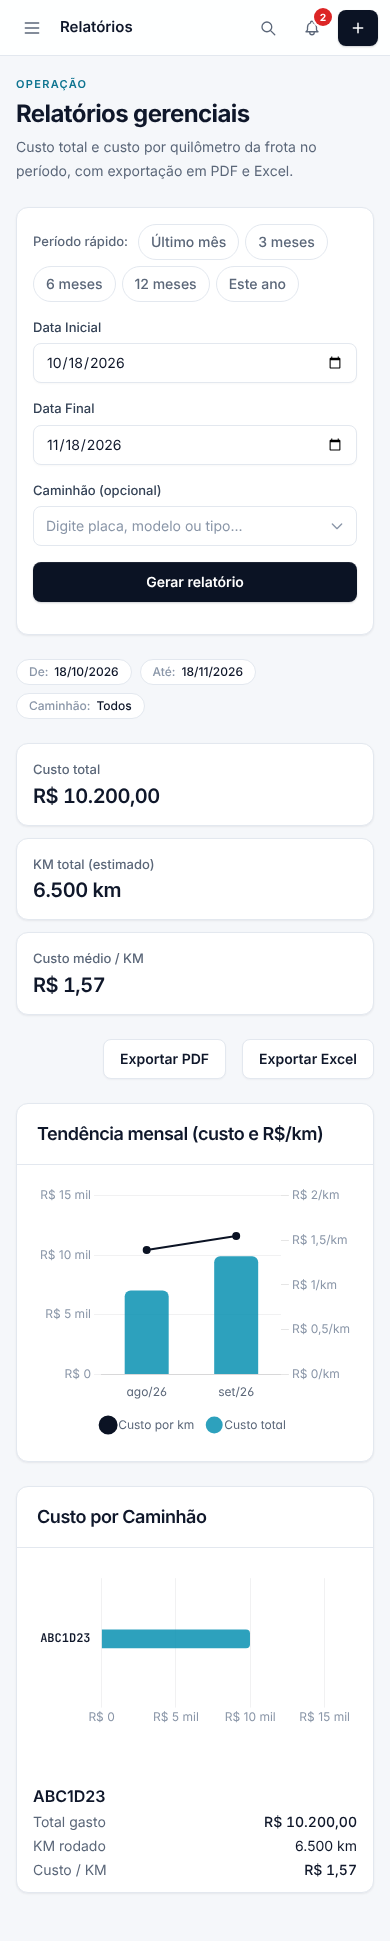 Relatórios
2
OPERAÇÃO
Relatórios gerenciais
Custo total e custo por quilômetro da frota no
período, com exportação em PDF e Excel.
Período rápido:
Último mês
3 meses
6 meses
12 meses
Este ano
Data Inicial
10/18/2026
Data Final
11/18/2026
Caminhão (opcional)
Digite placa, modelo ou tipo...
Gerar relatório
De: 18/10/2026
Até: 18/11/2026
Caminhão: Todos
Custo total
R$ 10.200,00
KM total (estimado)
6.500 km
Custo médio / KM
R$ 1,57
Exportar PDF
Exportar Excel
Tendência mensal (custo e R$/km)
R$ 15 mil
R$ 10 mil
R$ 5 mil
R$ 0
R$ 2/km
R$ 1,5/km
R$ 1/km
R$ 0,5/km
R$ 0/km
ago/26
set/26
Custo por km
Custo total
Custo por Caminhão
ABC1D23
R$ 0
R$ 5 mil
R$ 10 mil
R$ 15 mil
ABC1D23
Total gasto R$ 10.200,00
KM rodado 6.500 km
Custo / KM R$ 1,57